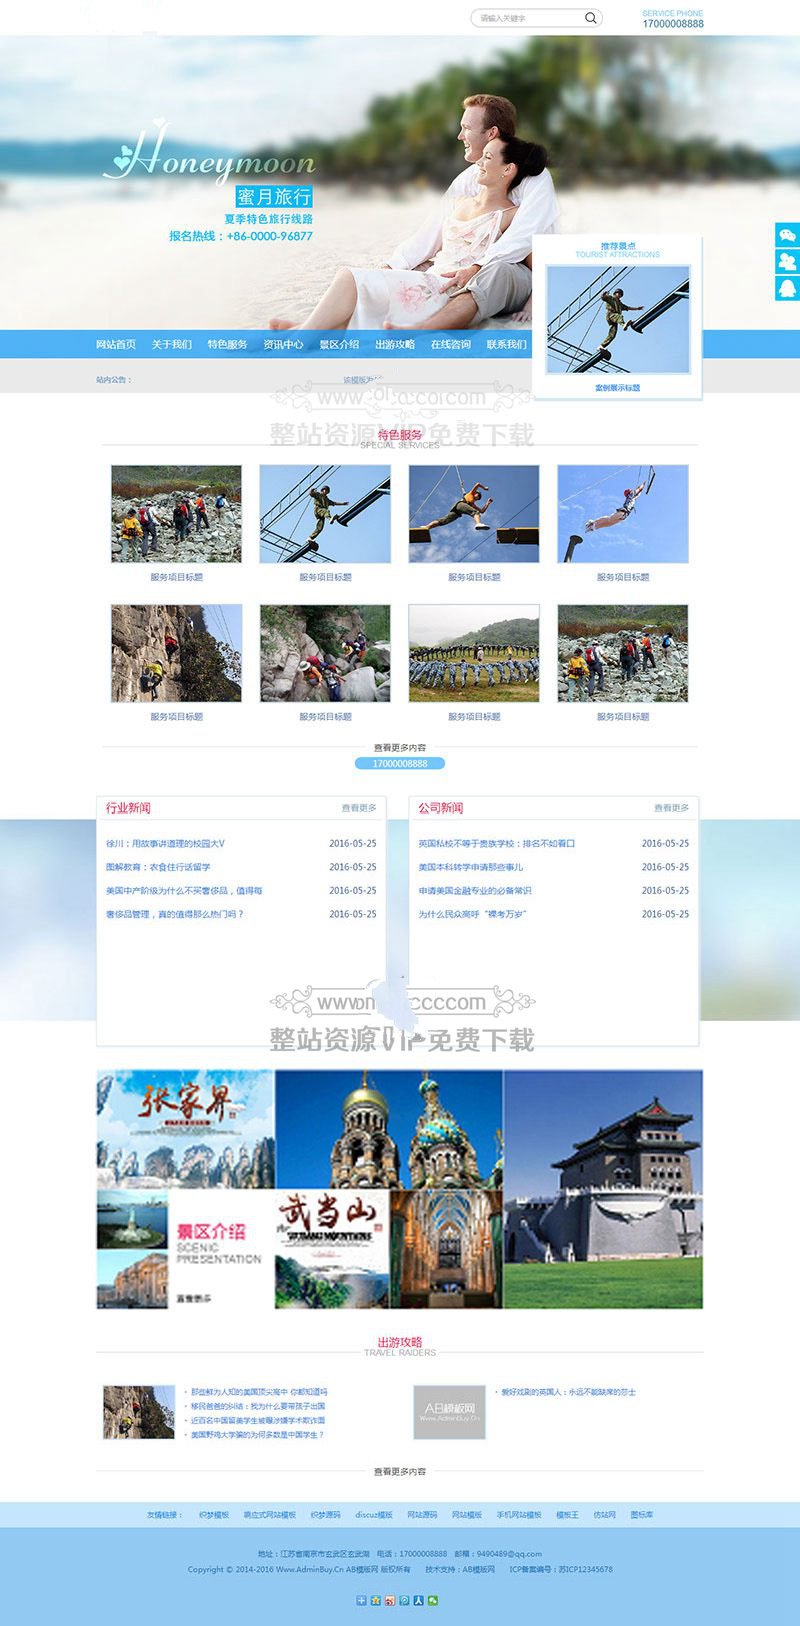 请输入关键字
SERVICE PHONE
17000008888
Honeymoon
蜜月旅行
夏季特色旅行线路
报名热线：+86-0000-96877
推荐景点
TOURIST ATTRACTIONS
案例展示标题
网站首页 关于我们 特色服务 资讯中心 景区介绍 出游攻略 在线咨询 联系我们
站内公告：
该模版为
整站资源VIP免费下载
特色服务
SPECIAL SERVICES
服务项目标题 服务项目标题 服务项目标题 服务项目标题
服务项目标题 服务项目标题 服务项目标题 服务项目标题
查看更多内容
17000008888
行业新闻 查看更多
徐川：用故事讲道理的校园大V 2016-05-25
图解教育：农食住行话留学 2016-05-25
美国中产阶级为什么不买奢侈品，值得每 2016-05-25
奢侈品管理，真的值得那么热门吗？ 2016-05-25
公司新闻 查看更多
英国私校不等于贵族学校：排名不如看口 2016-05-25
美国本科转学申请那些事儿 2016-05-25
申请美国金融专业的必备常识 2016-05-25
为什么民众高呼“裸考万岁” 2016-05-25
整站资源VIP免费下载
张家界
武当山
WUDANG MOUNTAINS
景区介绍
SCENIC
PRESENTATION
查看更多
出游攻略
TRAVEL RAIDERS
· 那些鲜为人知的美国顶尖高中 你都知道吗
· 移民爸爸的纠结：我为什么要带孩子出国
· 近百名中国留美学生被曝涉嫌学术欺诈面
· 美国野鸡大学骗的为何多数是中国学生？
AB模板网
Www.AdminBuy.Cn
· 爱好戏剧的英国人：永远不能缺席的莎士
查看更多内容
友情链接： 织梦模板 响应式网站模板 织梦源码 discuz模版 网站源码 网站模板 手机网站模板 模板王 仿站网 图标库
地址：江苏省南京市玄武区玄武湖 电话：17000008888 邮箱：9490489@qq.com
Copyright © 2014-2016 Www.AdminBuy.Cn AB模版网 版权所有 技术支持：AB模版网 ICP备案编号：苏ICP12345678